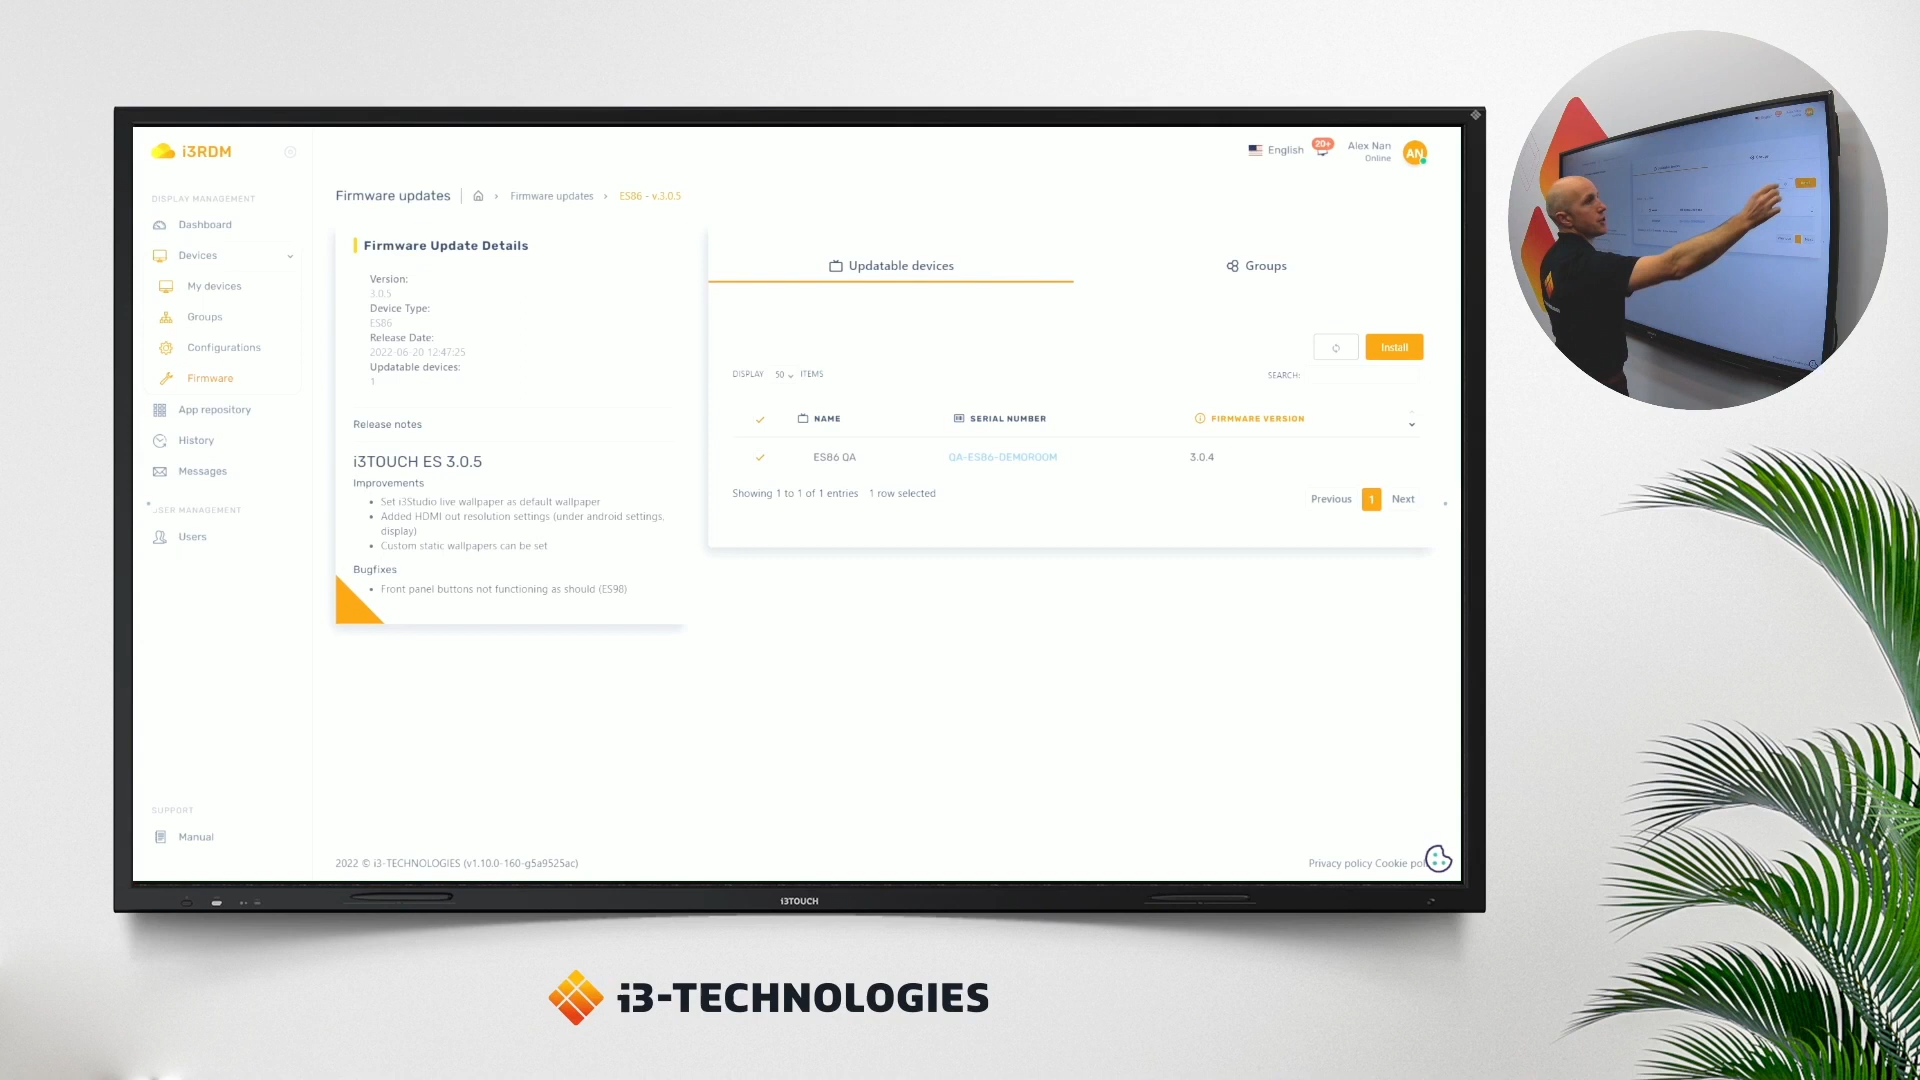 i3RDM
English
20+
Alex Nan
Online
AN
DISPLAY MANAGEMENT
Dashboard
Devices
My devices
Groups
Configurations
Firmware
App repository
History
Messages
USER MANAGEMENT
Users
SUPPORT
Manual
Firmware updates
Firmware updates
ES86 - v.3.0.5
Firmware Update Details
Version:
3.0.5
Device Type:
ES86
Release Date:
2022-06-20 12:47:25
Updatable devices:
1
Release notes
i3TOUCH ES 3.0.5
Improvements
Set i3Studio live wallpaper as default wallpaper
Added HDMI out resolution settings (under android settings,
display)
Custom static wallpapers can be set
Bugfixes
Front panel buttons not functioning as should (ES98)
Updatable devices
Groups
Install
DISPLAY 50 ITEMS
SEARCH:
NAME SERIAL NUMBER FIRMWARE VERSION
ES86 QA QA-ES86-DEMOROOM 3.0.4
Showing 1 to 1 of 1 entries 1 row selected
Previous 1 Next
2022 © i3-TECHNOLOGIES (v1.10.0-160-g5a9525ac)
Privacy policy Cookie
i3TOUCH
i3-TECHNOLOGIES